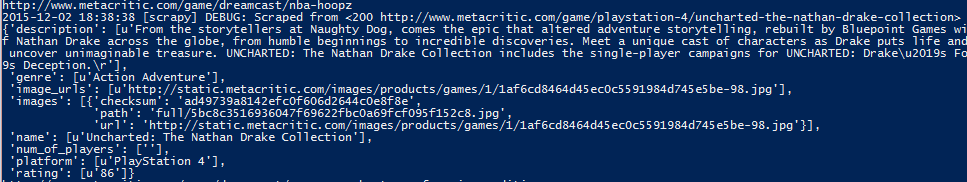 http://www.metacritic.com/game/dreamcast/nba-hoopz
2015-12-02 18:38:38 [scrapy] DEBUG: Scraped from <200 http://www.metacritic.com/game/playstation-4/uncharted-the-nathan-drake-collection>
{'description': [u'From the storytellers at Naughty Dog, comes the epic that altered adventure storytelling, rebuilt by Bluepoint Games wi
f Nathan Drake across the globe, from humble beginnings to incredible discoveries. Meet a unique cast of characters as Drake puts life and
uncover unimaginable treasure. UNCHARTED: The Nathan Drake Collection includes the single-player campaigns for UNCHARTED: Drake\u2019s Fo
9s Deception.\r'],
'genre': [u'Action Adventure'],
'image_urls': [u'http://static.metacritic.com/images/products/games/1/1af6cd8464d45ec0c5591984d745e5be-98.jpg'],
'images': [{'checksum': 'ad49739a8142efc0f606d2644c0e8f8e',
'path': 'full/5bc8c3516936047f69622fbc0a69fcf095f152c8.jpg',
'url': 'http://static.metacritic.com/images/products/games/1/1af6cd8464d45ec0c5591984d745e5be-98.jpg'}],
'name': [u'Uncharted: The Nathan Drake Collection'],
'num_of_players': [''],
'platform': [u'PlayStation 4'],
'rating': [u'86']}